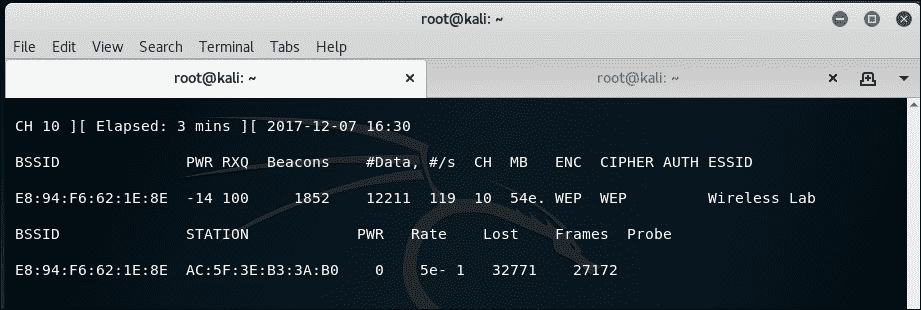 root@kali: ~
File Edit View Search Terminal Tabs Help
root@kali: ~ × root@kali: ~ ×
CH 10 ][ Elapsed: 3 mins ][ 2017-12-07 16:30
BSSID PWR RXQ Beacons #Data, #/s CH MB ENC CIPHER AUTH ESSID
E8:94:F6:62:1E:8E -14 100 1852 12211 119 10 54e. WEP WEP Wireless Lab
BSSID STATION PWR Rate Lost Frames Probe
E8:94:F6:62:1E:8E AC:5F:3E:B3:3A:B0 0 5e- 1 32771 27172